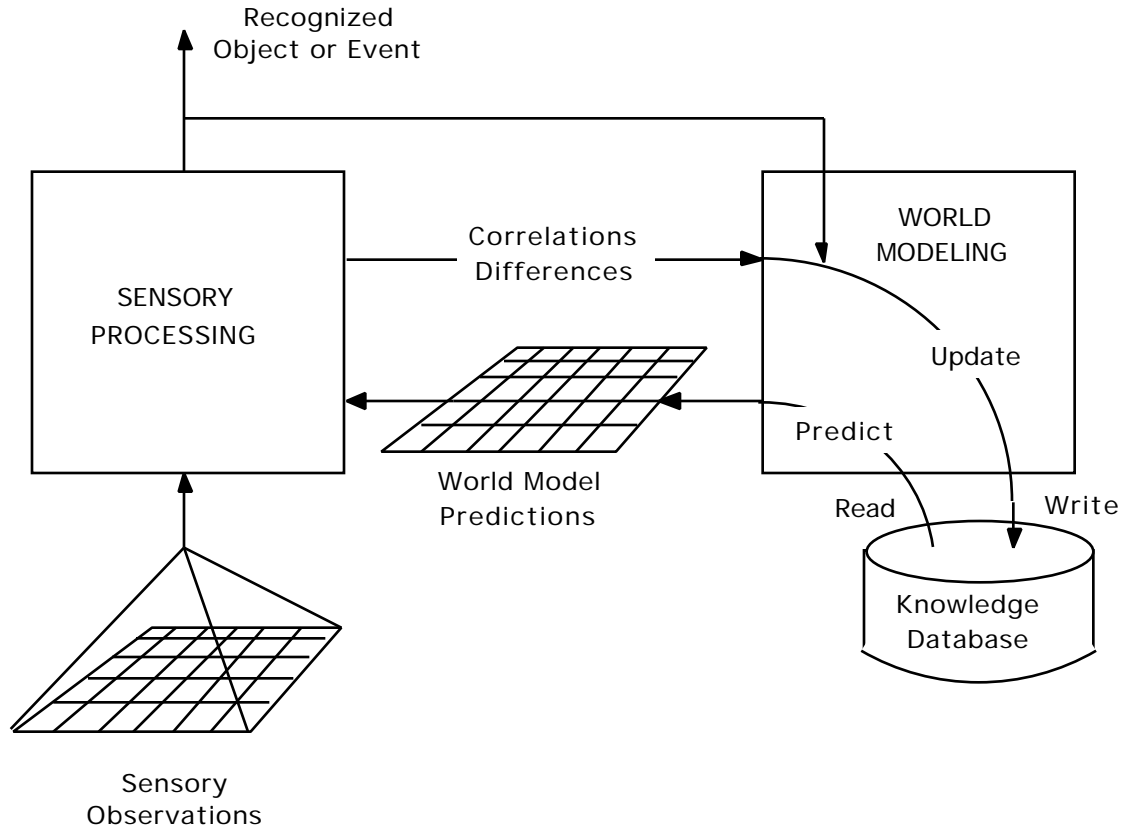 Recognized
Object or Event
WORLD
MODELING
Correlations
Differences
SENSORY
PROCESSING
Update
Predict
World Model
Predictions
Read
Write
Knowledge
Database
Sensory
Observations